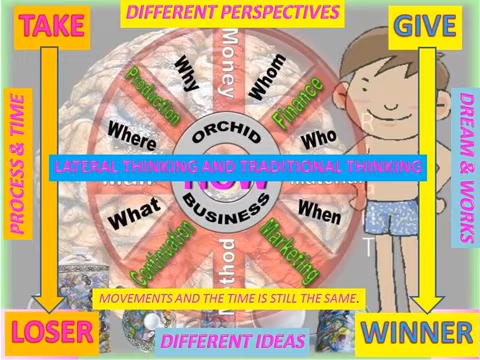 DIFFERENT PERSPECTIVES
TAKE
GIVE
Money
Why
Whom
Production
Finance
Where
ORCHID
Who
PROCESS & TIME
DREAM & WORKS
LATERAL THINKING AND TRADITIONAL THINKING
HOW
What
BUSINESS
When
Marketing
MOVEMENTS AND THE TIME IS STILL THE SAME.
LOSER
DIFFERENT IDEAS
WINNER